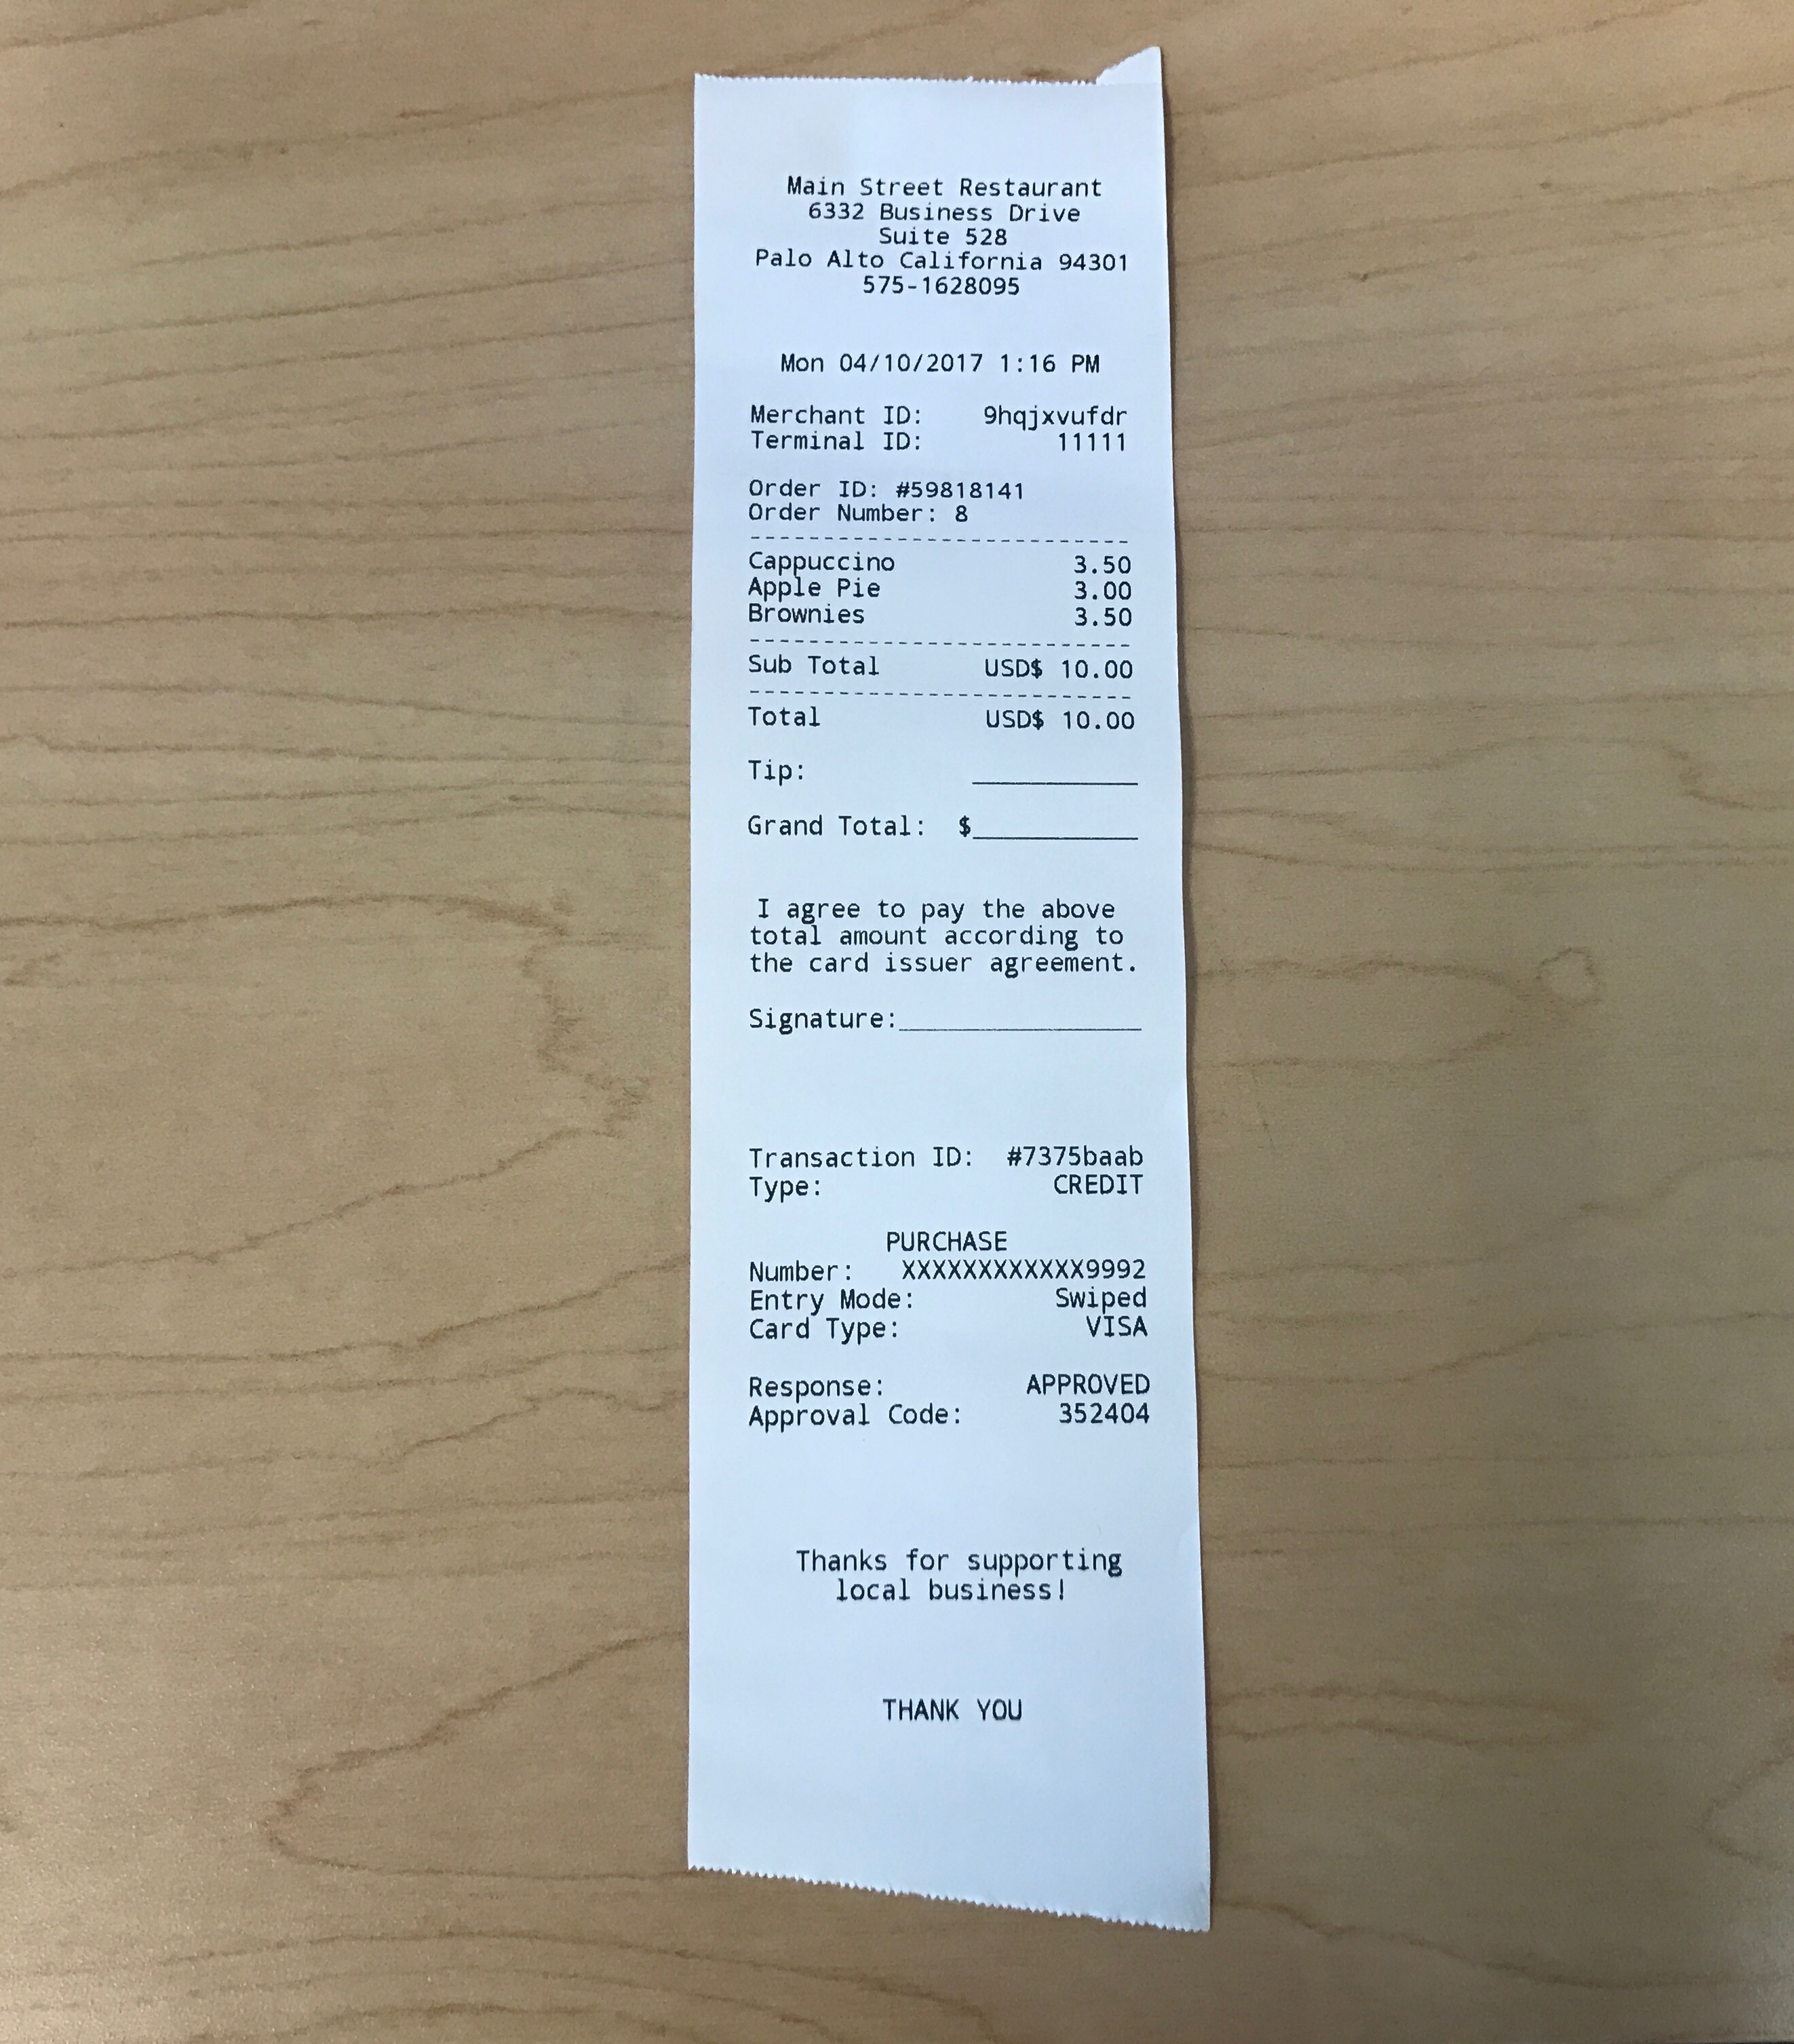 Main Street Restaurant
6332 Business Drive
Suite 528
Palo Alto California 94301
575-1628095
Mon 04/10/2017 1:16 PM
Merchant ID: 9hqjxvufdr
Terminal ID: 11111
Order ID: #59818141
Order Number: 8
--------------------------
Cappuccino 3.50
Apple Pie 3.00
Brownies 3.50
--------------------------
Sub Total USD$ 10.00
--------------------------
Total USD$ 10.00
Tip: ___________
Grand Total: $___________
I agree to pay the above
total amount according to
the card issuer agreement.
Signature:________________
Transaction ID: #7375baab
Type: CREDIT
PURCHASE
Number: XXXXXXXXXXXX9992
Entry Mode: Swiped
Card Type: VISA
Response: APPROVED
Approval Code: 352404
Thanks for supporting
local business!
THANK YOU